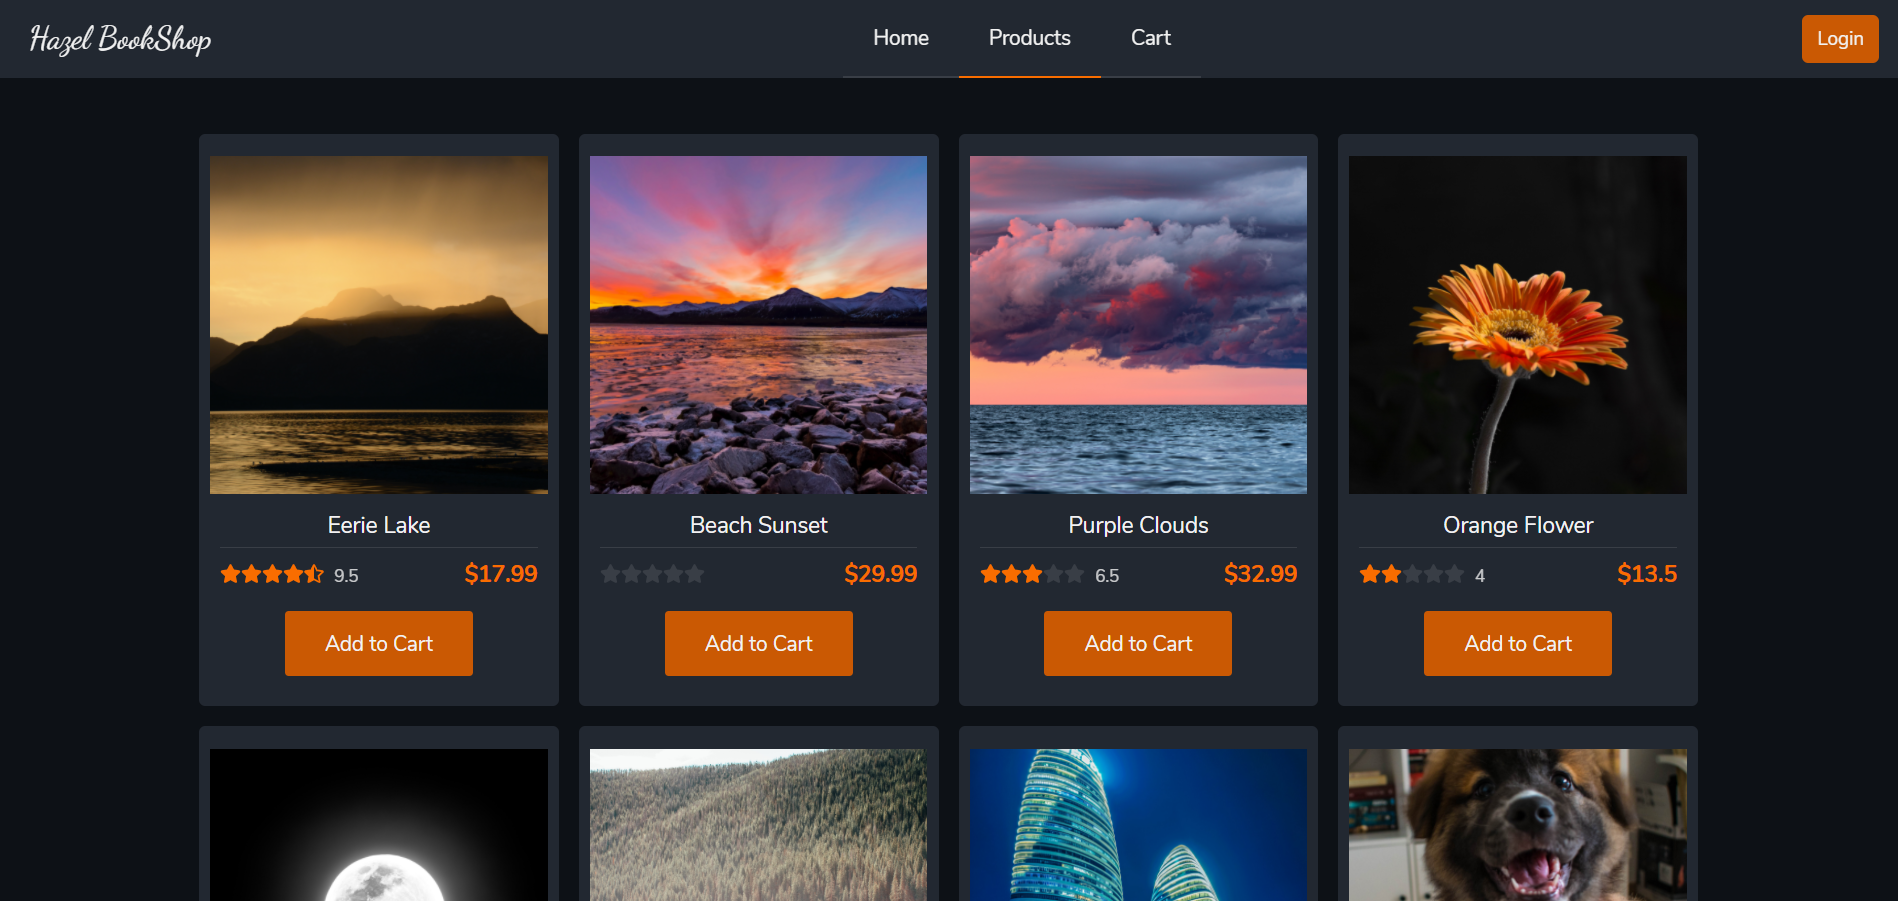 Hazel BookShop
Home Products Cart
Login
Eerie Lake
9.5 $17.99
Add to Cart
Beach Sunset
$29.99
Add to Cart
Purple Clouds
6.5 $32.99
Add to Cart
Orange Flower
4 $13.5
Add to Cart